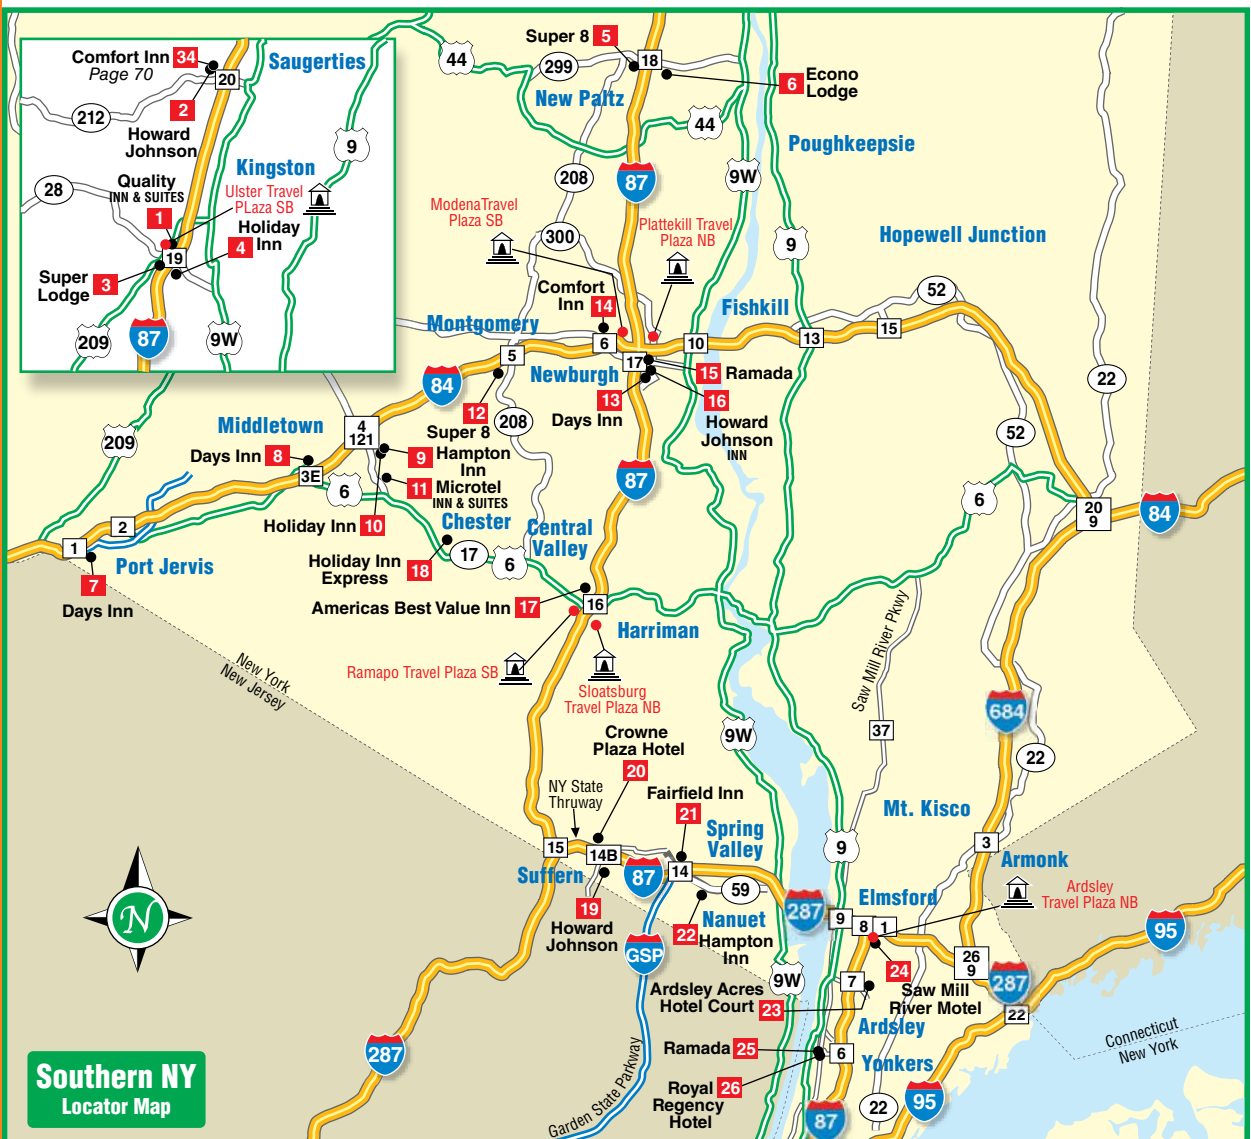 Comfort Inn 34
Page 70
Saugerties
20
212
2
Howard
Johnson
9
Kingston
Quality
INN & SUITES
Ulster Travel
PLaza SB
28
1
Holiday
Inn
4
19
Super
Lodge
3
209
87
9W
Super 8 5
18
44
299
6 Econo
Lodge
New Paltz
44
Poughkeepsie
208
87
9W
ModenaTravel
Plaza SB
300
Plattekill Travel
Plaza NB
9
Hopewell Junction
52
Comfort
Inn
14
Fishkill
Montgomery
6
10
13
15
5
17
Newburgh
15 Ramada
84
22
12
Super 8
208
13
Days Inn
16
Howard
Johnson
INN
Middletown
4
121
209
Days Inn 8
9 Hampton
Inn
52
3E
6
11 Microtel
INN & SUITES
87
6
20
9
84
2
Holiday Inn 10
Chester
Central
Valley
1
Port Jervis
Holiday Inn
Express
18
17
6
7
Days Inn
Americas Best Value Inn 17
16
Harriman
Saw Mill River Pkwy
New York
New Jersey
Ramapo Travel Plaza SB
Sloatsburg
Travel Plaza NB
684
37
9W
22
Crowne
Plaza Hotel
20
NY State
Thruway
Fairfield Inn
21
Mt. Kisco
Spring
Valley
15
14B
9
3
Armonk
Suffern
87
14
59
Elmsford
Ardsley
Travel Plaza NB
287
19
Howard
Johnson
22
Nanuet
Hampton
Inn
9
8
1
95
GSP
26
9
24
Saw Mill
River Motel
287
9W
7
Ardsley Acres
Hotel Court
23
22
Ardsley
Connecticut
New York
287
Ramada 25
6
Yonkers
Royal
Regency
Hotel
26
Garden State Parkway
95
22
87
Southern NY
Locator Map
N